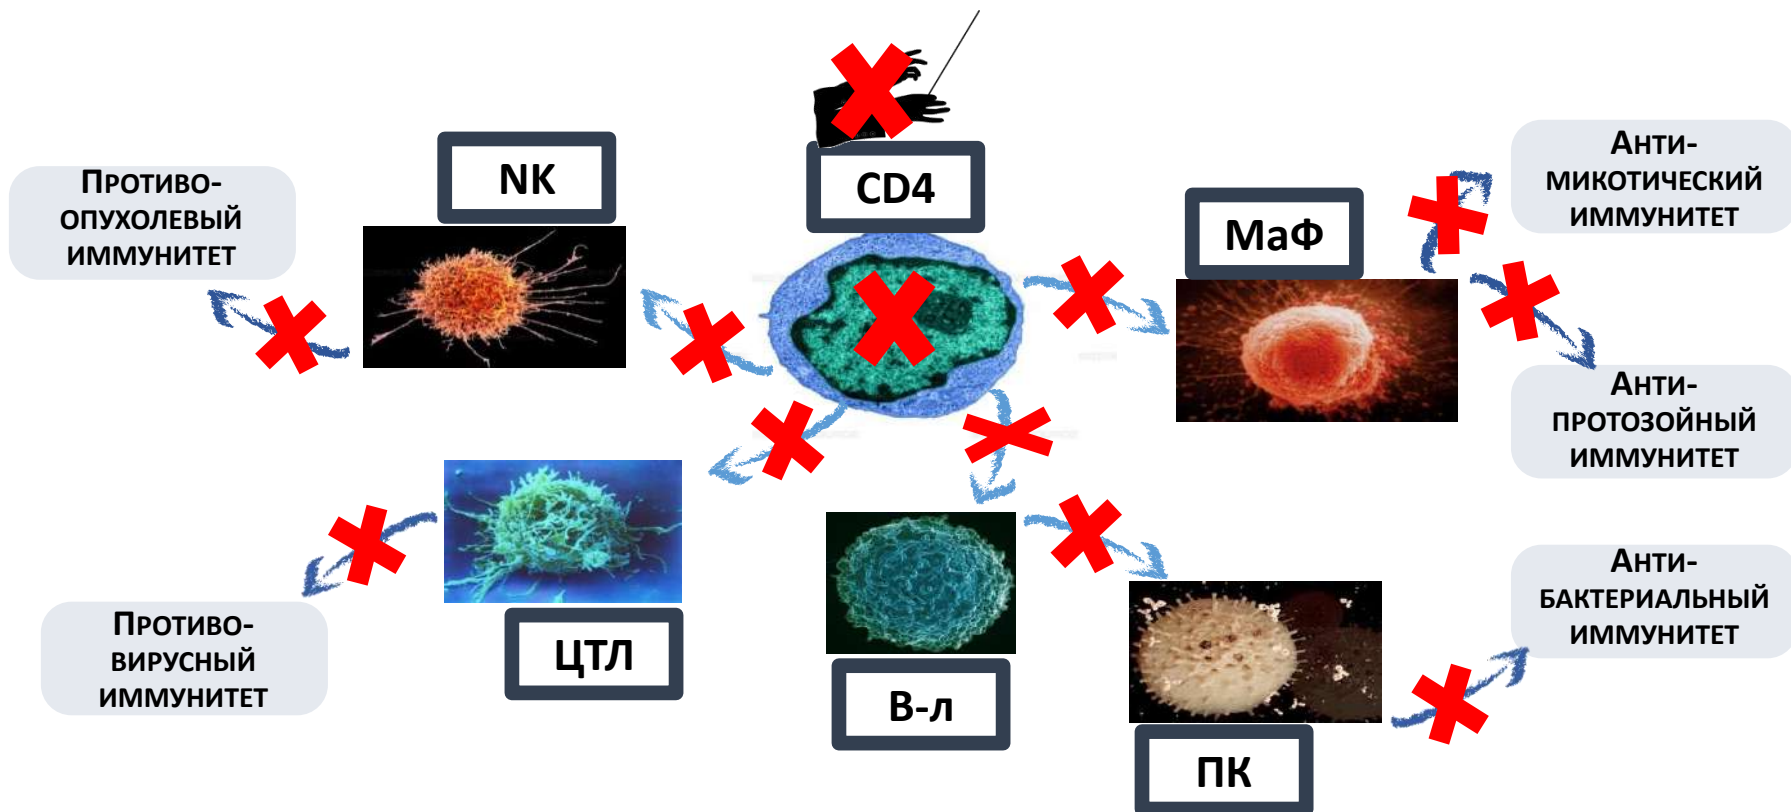 ПРОТИВО-
ОПУХОЛЕВЫЙ
ИММУНИТЕТ
NK
CD4
МаФ
АНТИ-
МИКОТИЧЕСКИЙ
ИММУНИТЕТ
АНТИ-
ПРОТОЗОЙНЫЙ
ИММУНИТЕТ
ПРОТИВО-
ВИРУСНЫЙ
ИММУНИТЕТ
ЦТЛ
В-л
ПК
АНТИ-
БАКТЕРИАЛЬНЫЙ
ИММУНИТЕТ